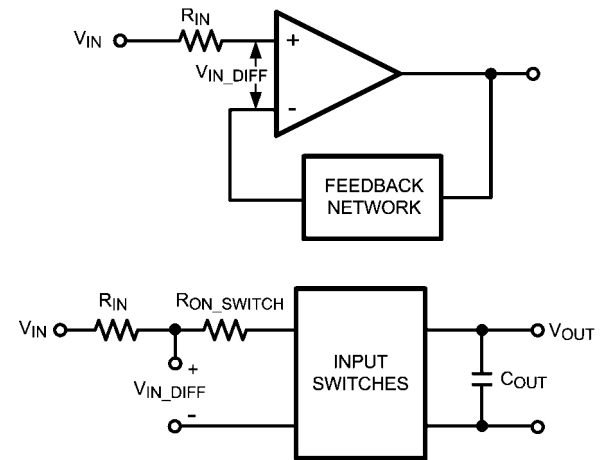 RIN
VIN
+
VIN_DIFF
-
FEEDBACK
NETWORK
RIN
RON_SWITCH
VIN
+
VIN_DIFF
-
INPUT
SWITCHES
VOUT
COUT